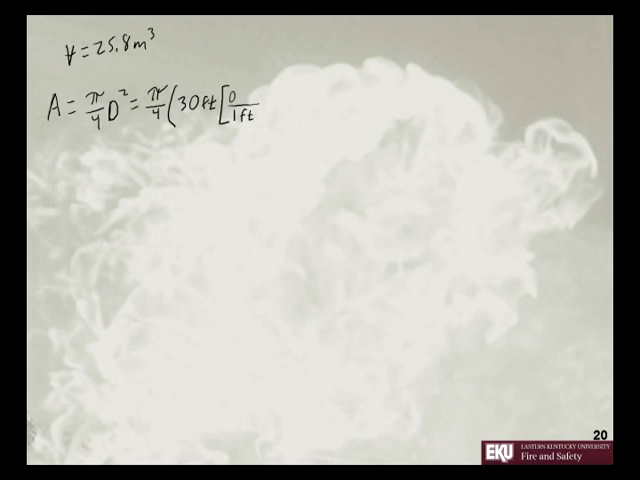 V = 25.8 m³
A = π/4 D² = π/4 (30 ft [0/1 ft
20
EKU EASTERN KENTUCKY UNIVERSITY
Fire and Safety